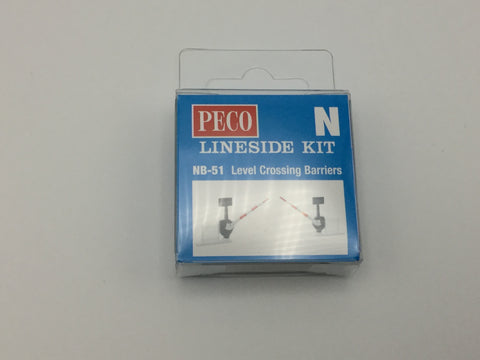 PECO N
LINESIDE KIT
NB-51 Level Crossing Barriers